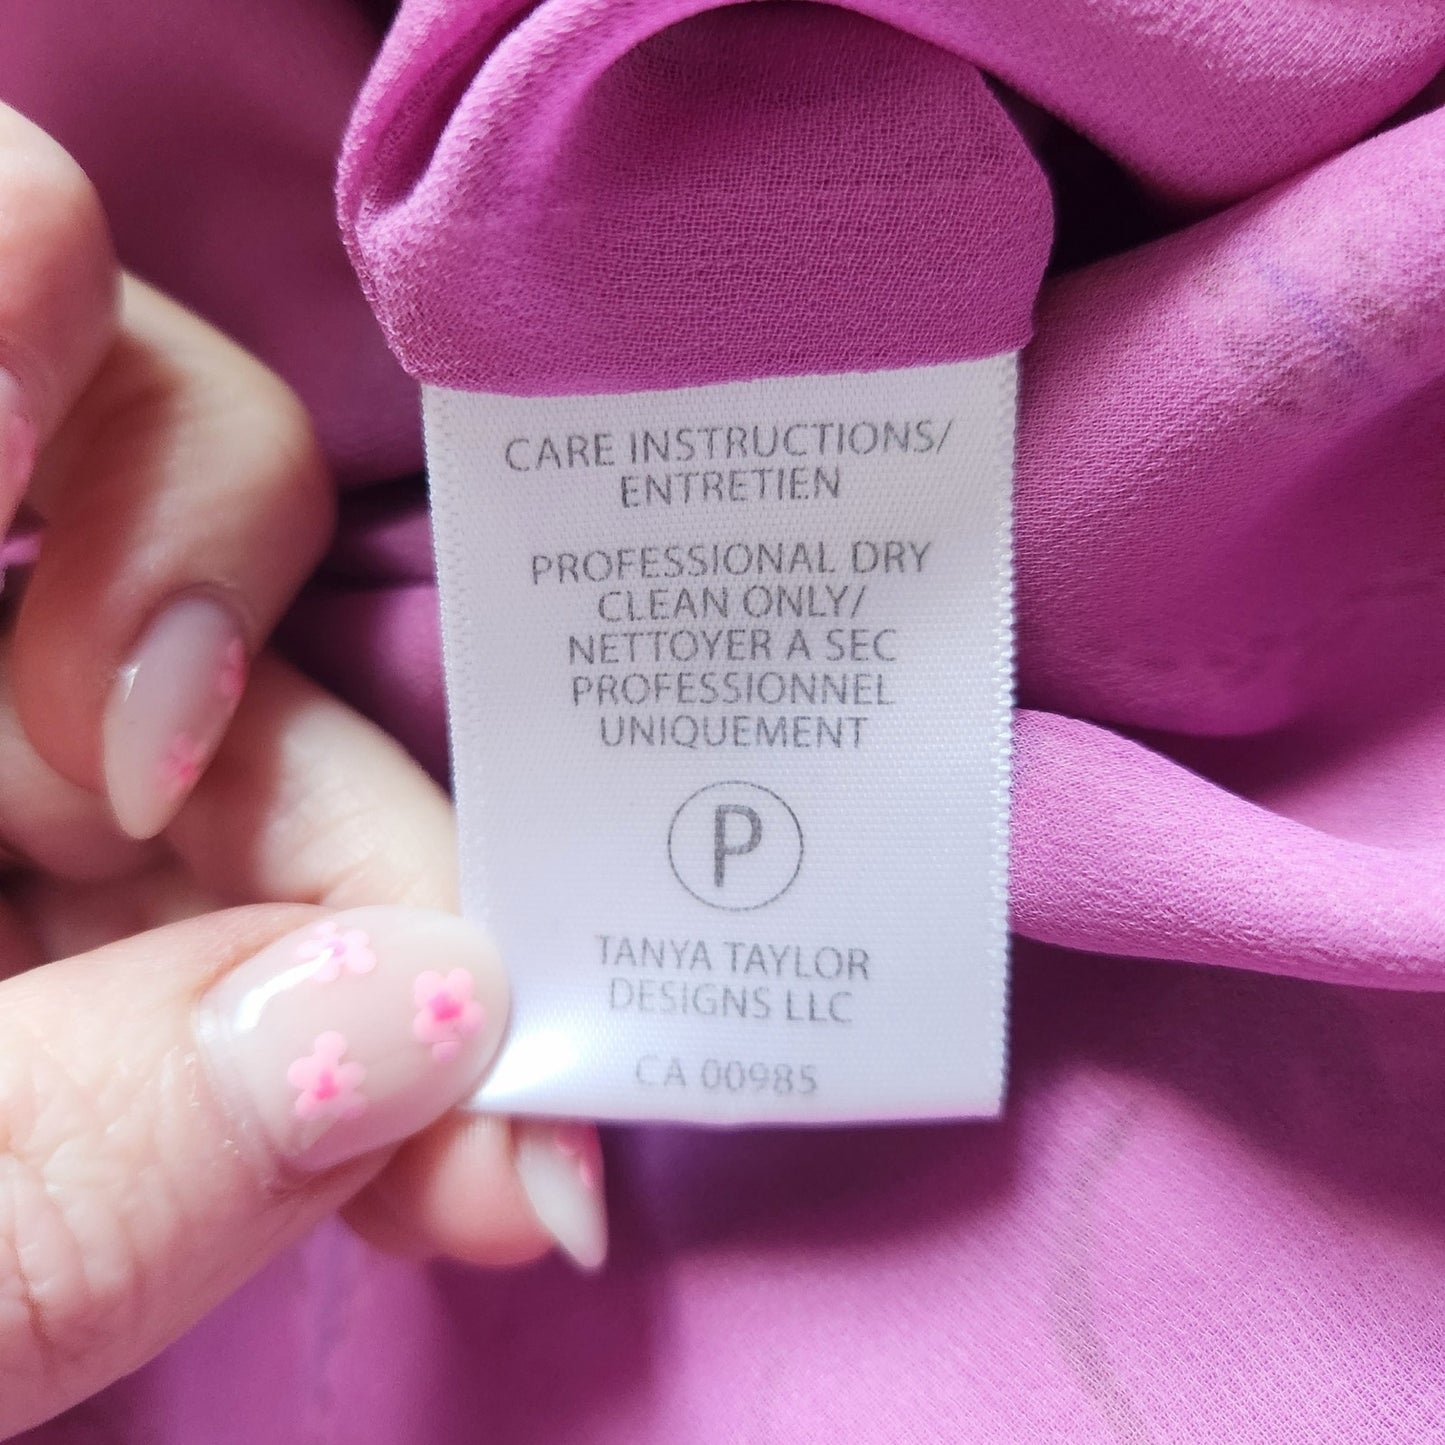 CARE INSTRUCTIONS/
ENTRETIEN
PROFESSIONAL DRY
CLEAN ONLY/
NETTOYER A SEC
PROFESSIONNEL
UNIQUEMENT
P
TANYA TAYLOR
DESIGNS LLC
CA 00985